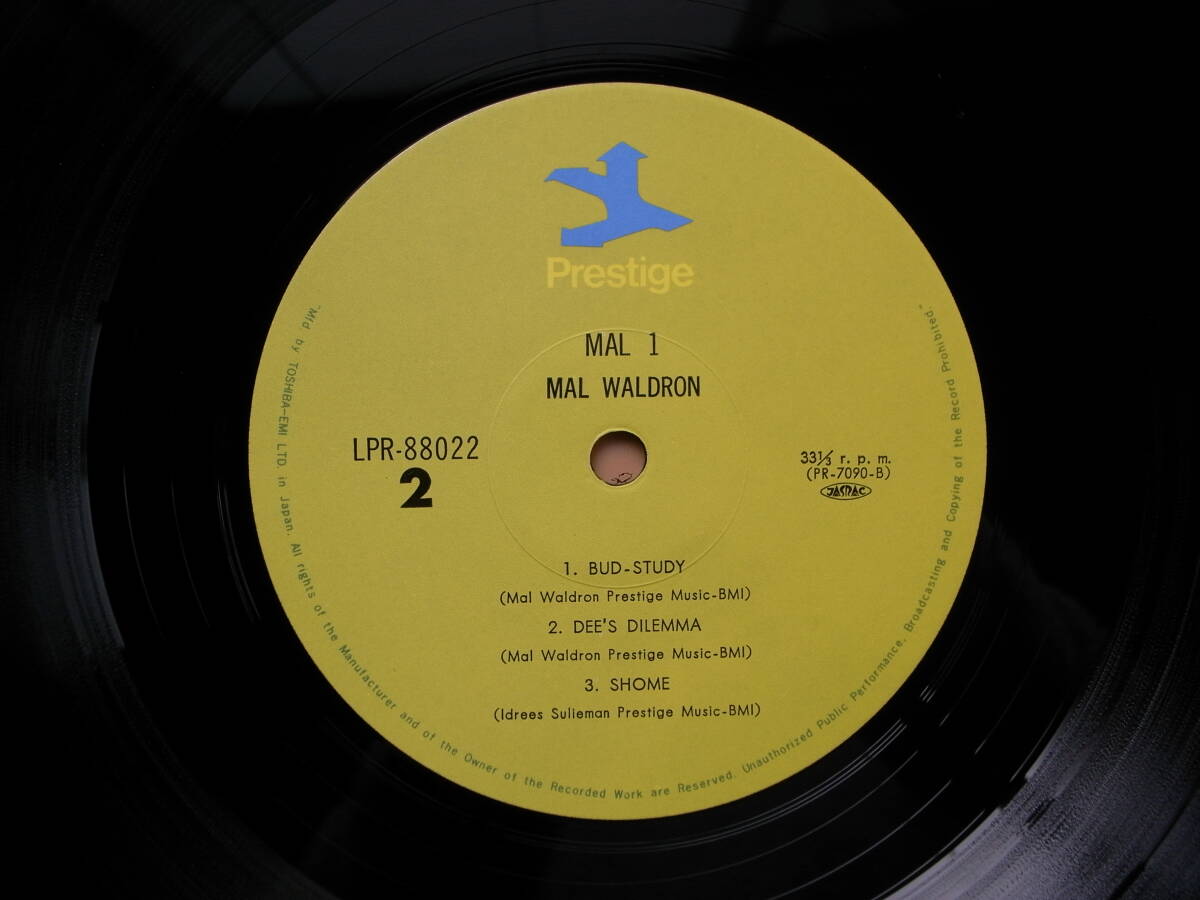 Prestige
MAL 1
MAL WALDRON
LPR-88022
2
33⅓ r. p. m.
(PR-7090-B)
JASRAC
1. BUD-STUDY
(Mal Waldron Prestige Music-BMI)
2. DEE'S DILEMMA
(Mal Waldron Prestige Music-BMI)
3. SHOME
(Idrees Sulieman Prestige Music-BMI)
"Mfd by TOSHIBA-EMI LTD. in Japan. All rights of the Manufacturer and of the Owner of the Recorded Work are Reserved. Unauthorized Public Performance, Broadcasting and Copying of the Record Prohibited."